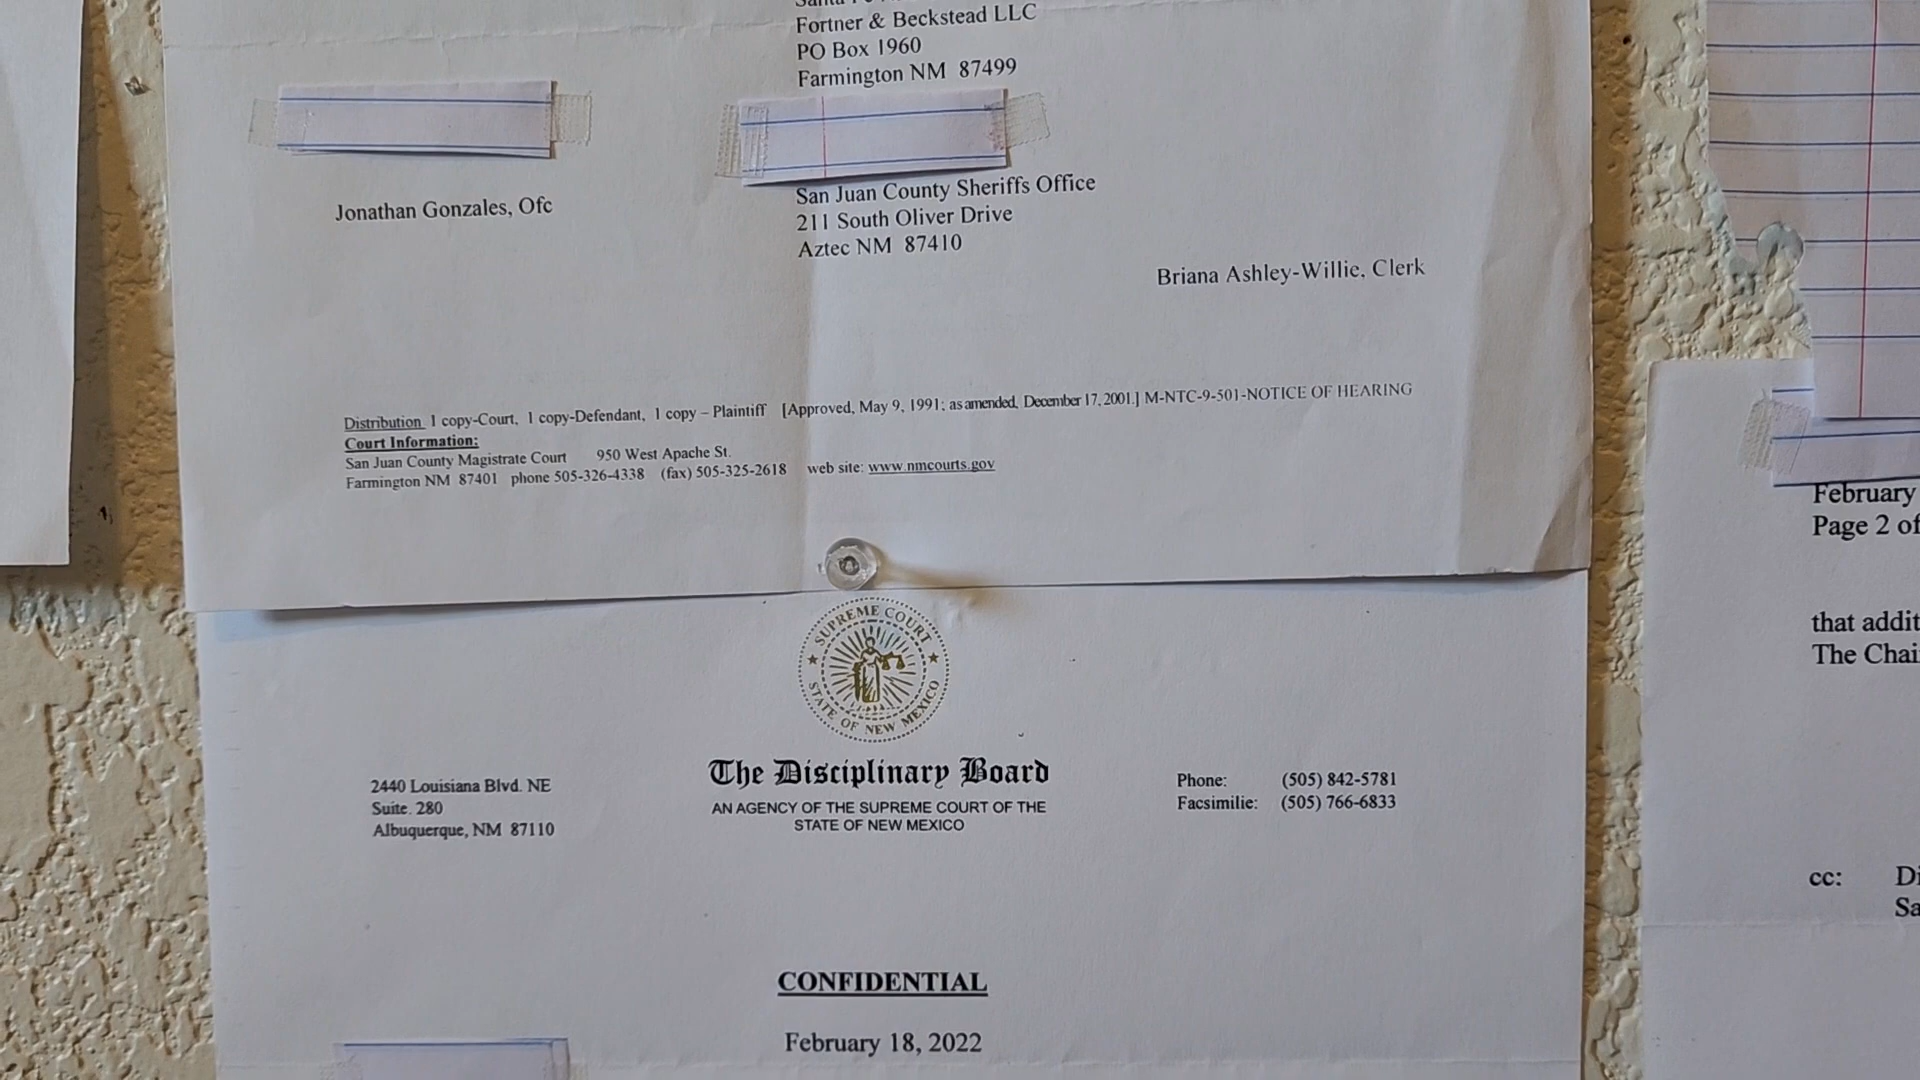 Fortner & Beckstead LLC
PO Box 1960
Farmington NM 87499
Jonathan Gonzales, Ofc
San Juan County Sheriffs Office
211 South Oliver Drive
Aztec NM 87410
Briana Ashley-Willie, Clerk
Distribution 1 copy-Court, 1 copy-Defendant, 1 copy – Plaintiff [Approved, May 9, 1991; as amended, December 17, 2001.] M-NTC-9-501-NOTICE OF HEARING
Court Information:
San Juan County Magistrate Court 950 West Apache St.
Farmington NM 87401 phone 505-326-4338 (fax) 505-325-2618 web site: www.nmcourts.gov
SUPREME COURT
STATE OF NEW MEXICO
The Disciplinary Board
AN AGENCY OF THE SUPREME COURT OF THE
STATE OF NEW MEXICO
2440 Louisiana Blvd. NE
Suite. 280
Albuquerque, NM 87110
Phone: (505) 842-5781
Facsimilie: (505) 766-6833
CONFIDENTIAL
February 18, 2022
February
Page 2 of
that addit
The Chai
cc: Di
Sa